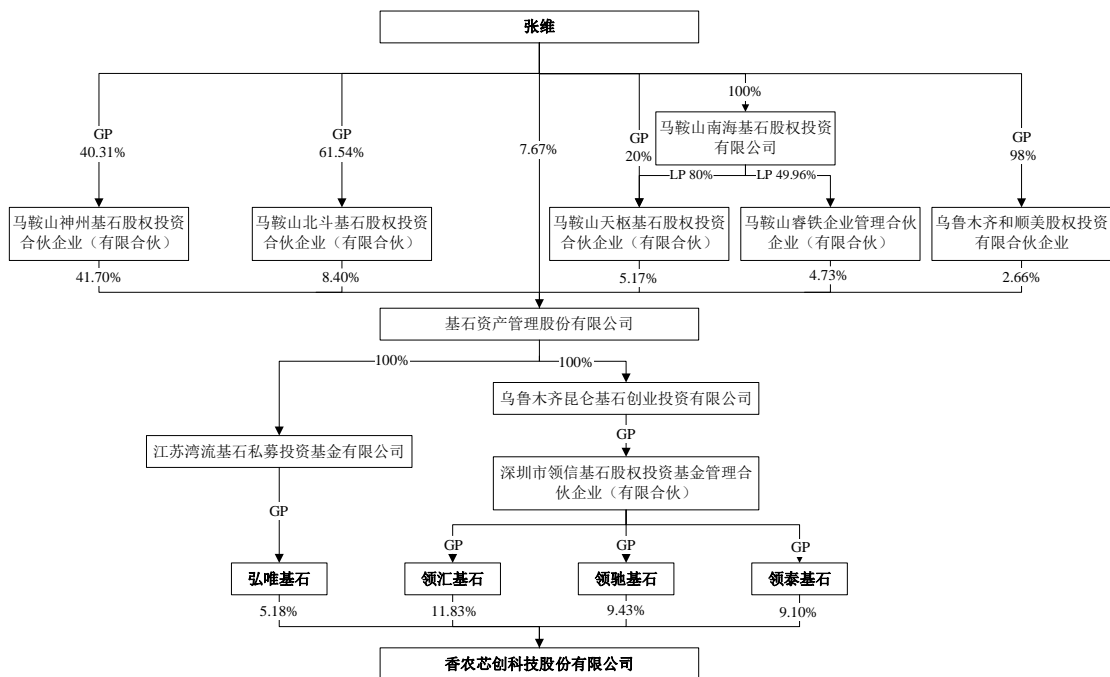 张维
100%
GP
40.31%
GP
61.54%
7.67%
GP
20%
马鞍山南海基石股权投资
有限公司
GP
98%
LP 80%
LP 49.96%
马鞍山神州基石股权投资
合伙企业（有限合伙）
马鞍山北斗基石股权投资
合伙企业（有限合伙）
马鞍山天枢基石股权投资
合伙企业（有限合伙）
马鞍山睿铁企业管理合伙
企业（有限合伙）
乌鲁木齐和顺美股权投资
有限合伙企业
41.70%
8.40%
5.17%
4.73%
2.66%
基石资产管理股份有限公司
100%
100%
乌鲁木齐昆仑基石创业投资有限公司
江苏湾流基石私募投资基金有限公司
GP
深圳市领信基石股权投资基金管理合
伙企业（有限合伙）
GP
GP
GP
GP
弘唯基石
领汇基石
领驰基石
领泰基石
5.18%
11.83%
9.43%
9.10%
香农芯创科技股份有限公司